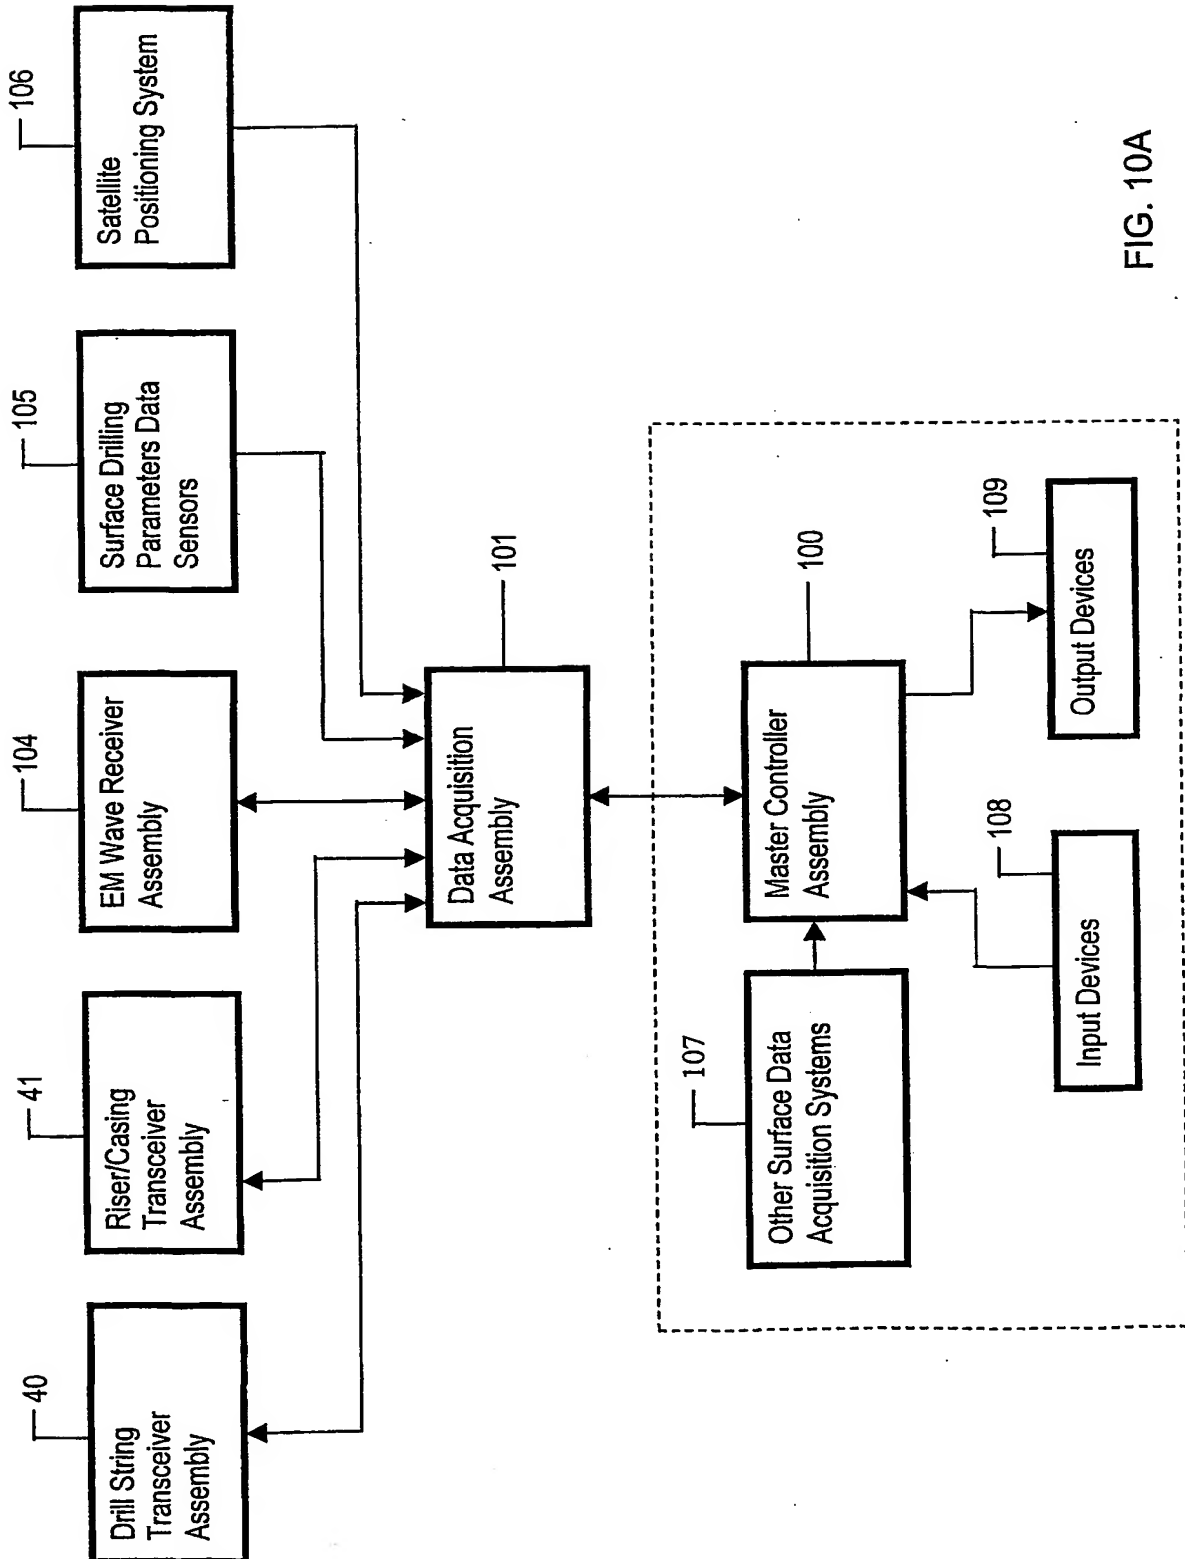 40
Drill String
Transceiver
Assembly
41
Riser/Casing
Transceiver
Assembly
104
EM Wave Receiver
Assembly
105
Surface Drilling
Parameters Data
Sensors
106
Satellite
Positioning System
101
Data Acquisition
Assembly
107
Other Surface Data
Acquisition Systems
100
Master Controller
Assembly
108
Input Devices
109
Output Devices
FIG. 10A